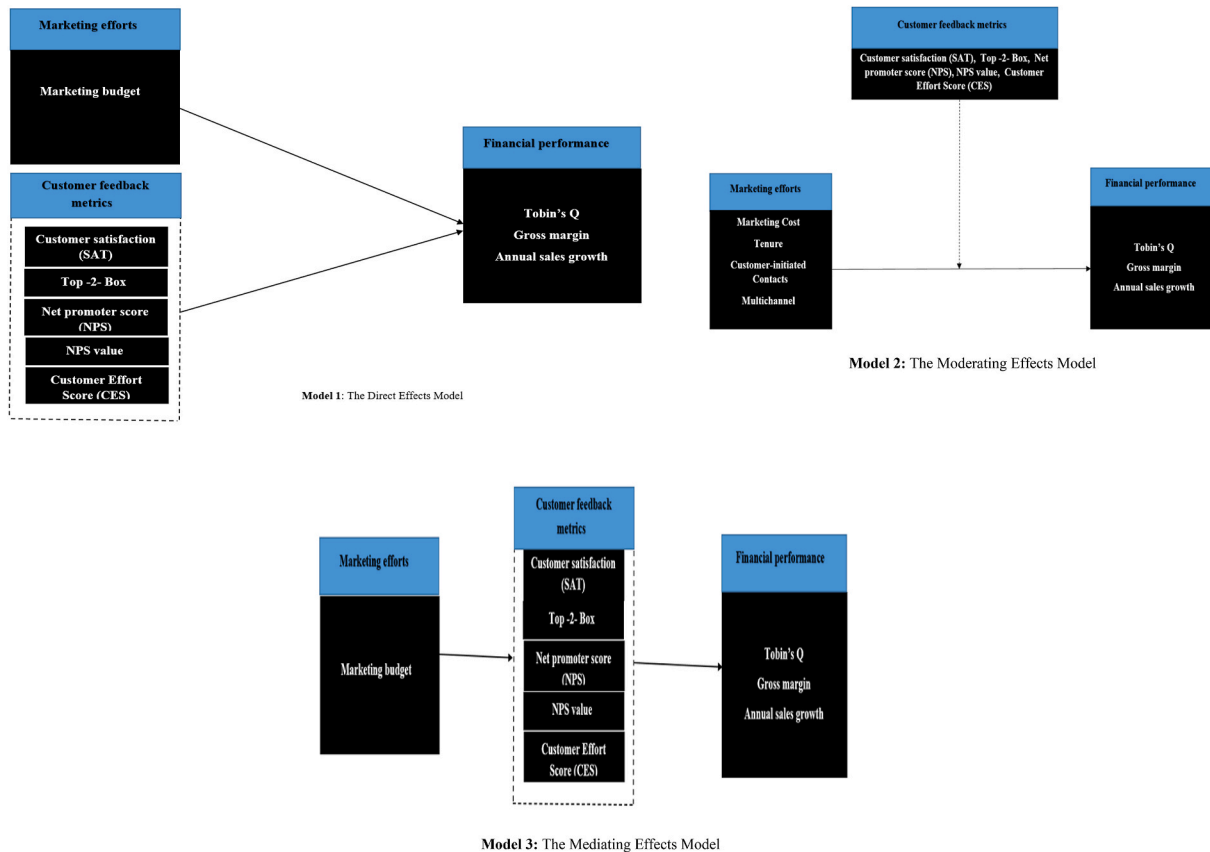 Marketing efforts
Marketing budget
Customer feedback
metrics
Customer satisfaction
(SAT)
Top -2- Box
Net promoter score
(NPS)
NPS value
Customer Effort
Score (CES)
Financial performance
Tobin's Q
Gross margin
Annual sales growth
Model 1: The Direct Effects Model
Customer feedback metrics
Customer satisfaction (SAT), Top -2- Box, Net
promoter score (NPS), NPS value, Customer
Effort Score (CES)
Marketing efforts
Marketing Cost
Tenure
Customer-initiated
Contacts
Multichannel
Financial performance
Tobin's Q
Gross margin
Annual sales growth
Model 2: The Moderating Effects Model
Marketing efforts
Marketing budget
Customer feedback
metrics
Customer satisfaction
(SAT)
Top -2- Box
Net promoter score
(NPS)
NPS value
Customer Effort
Score (CES)
Financial performance
Tobin's Q
Gross margin
Annual sales growth
Model 3: The Mediating Effects Model